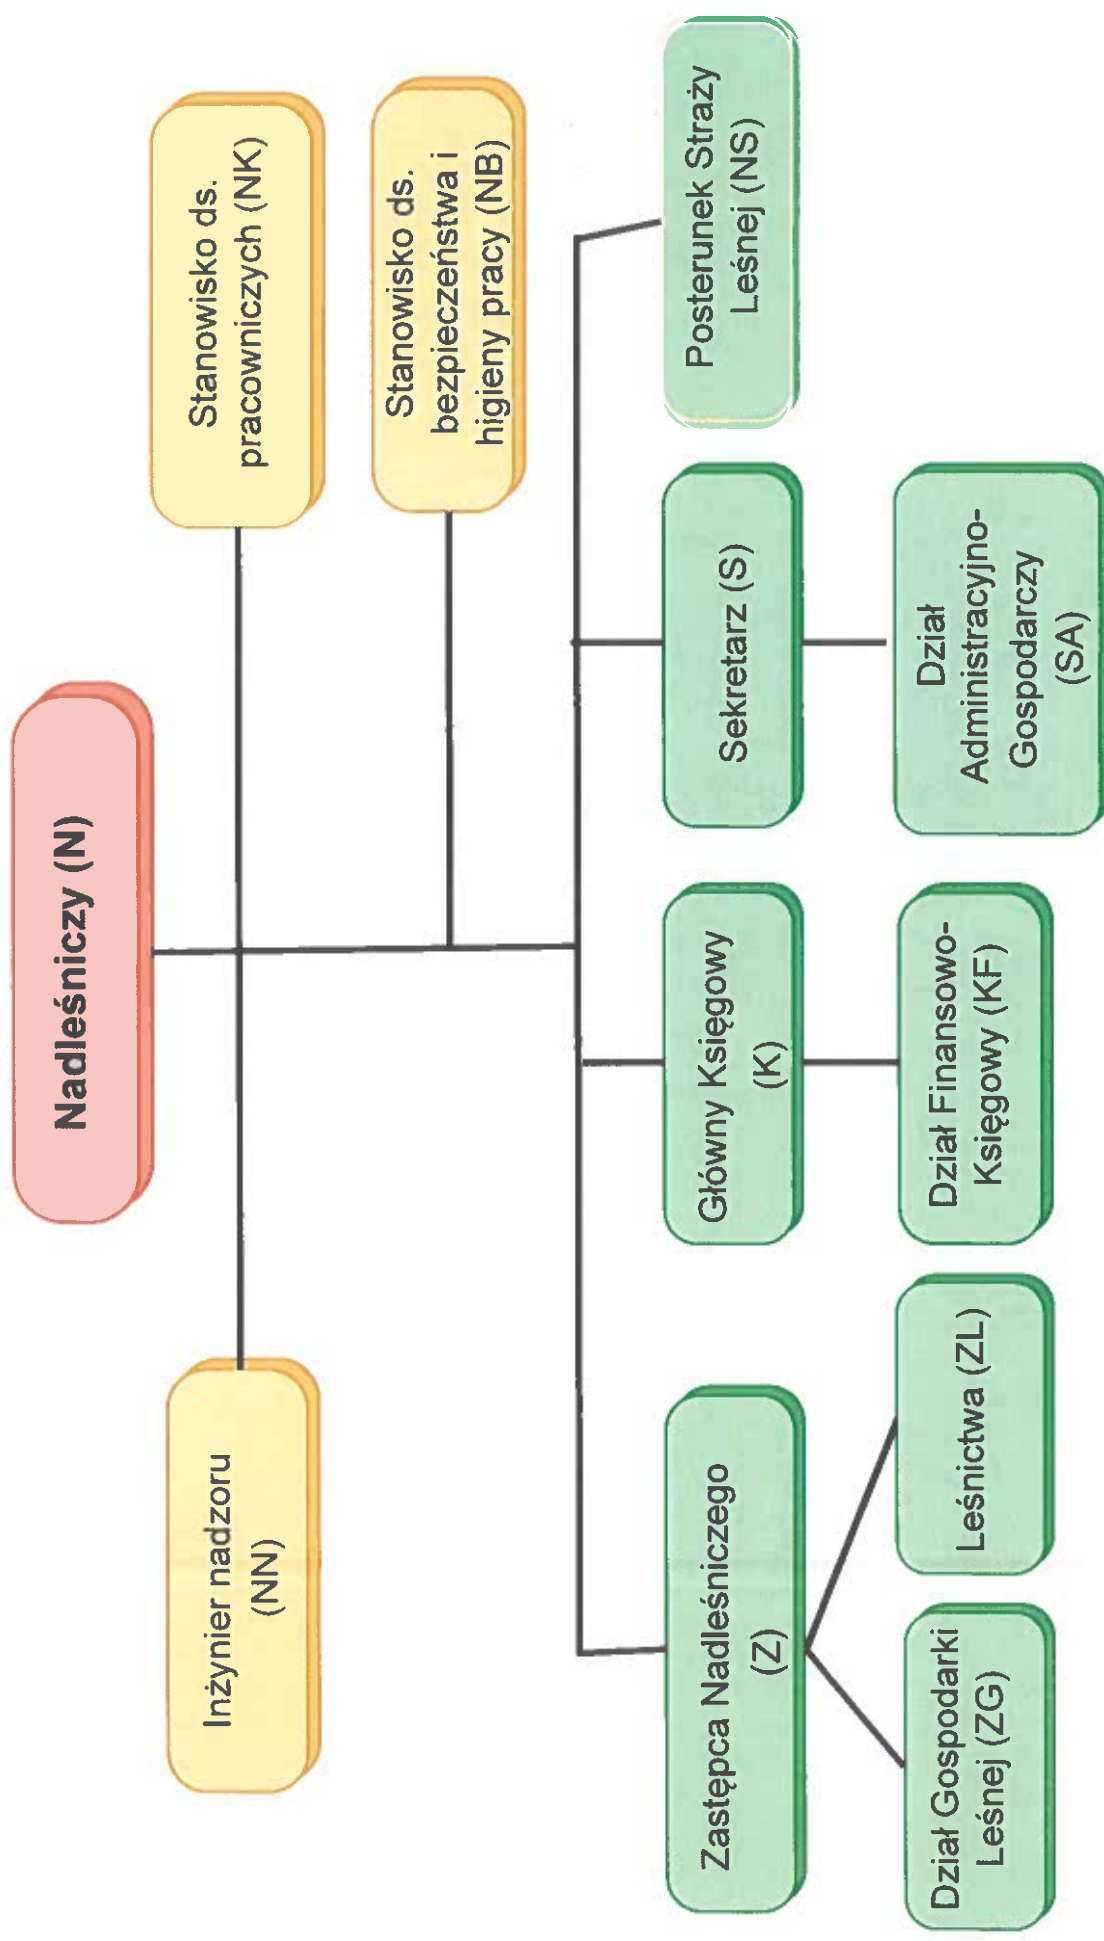 Nadleśniczy (N)
Inżynier nadzoru
(NN)
Stanowisko ds.
pracowniczych (NK)
Stanowisko ds.
bezpieczeństwa i
higieny pracy (NB)
Zastępca Nadleśniczego
(Z)
Główny Księgowy
(K)
Sekretarz (S)
Posterunek Straży
Leśnej (NS)
Dział Gospodarki
Leśnej (ZG)
Leśnictwa (ZL)
Dział Finansowo-
Księgowy (KF)
Dział
Administracyjno-
Gospodarczy
(SA)